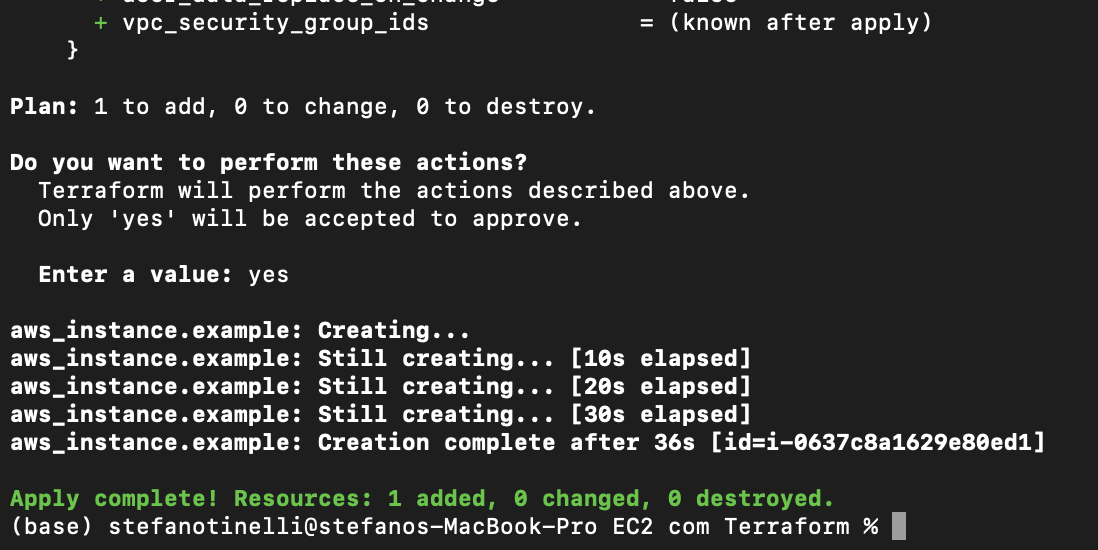 + vpc_security_group_ids = (known after apply)
}
Plan: 1 to add, 0 to change, 0 to destroy.
Do you want to perform these actions?
Terraform will perform the actions described above.
Only 'yes' will be accepted to approve.
Enter a value: yes
aws_instance.example: Creating...
aws_instance.example: Still creating... [10s elapsed]
aws_instance.example: Still creating... [20s elapsed]
aws_instance.example: Still creating... [30s elapsed]
aws_instance.example: Creation complete after 36s [id=i-0637c8a1629e80ed1]
Apply complete! Resources: 1 added, 0 changed, 0 destroyed.
(base) stefanotinelli@stefanos-MacBook-Pro EC2 com Terraform %